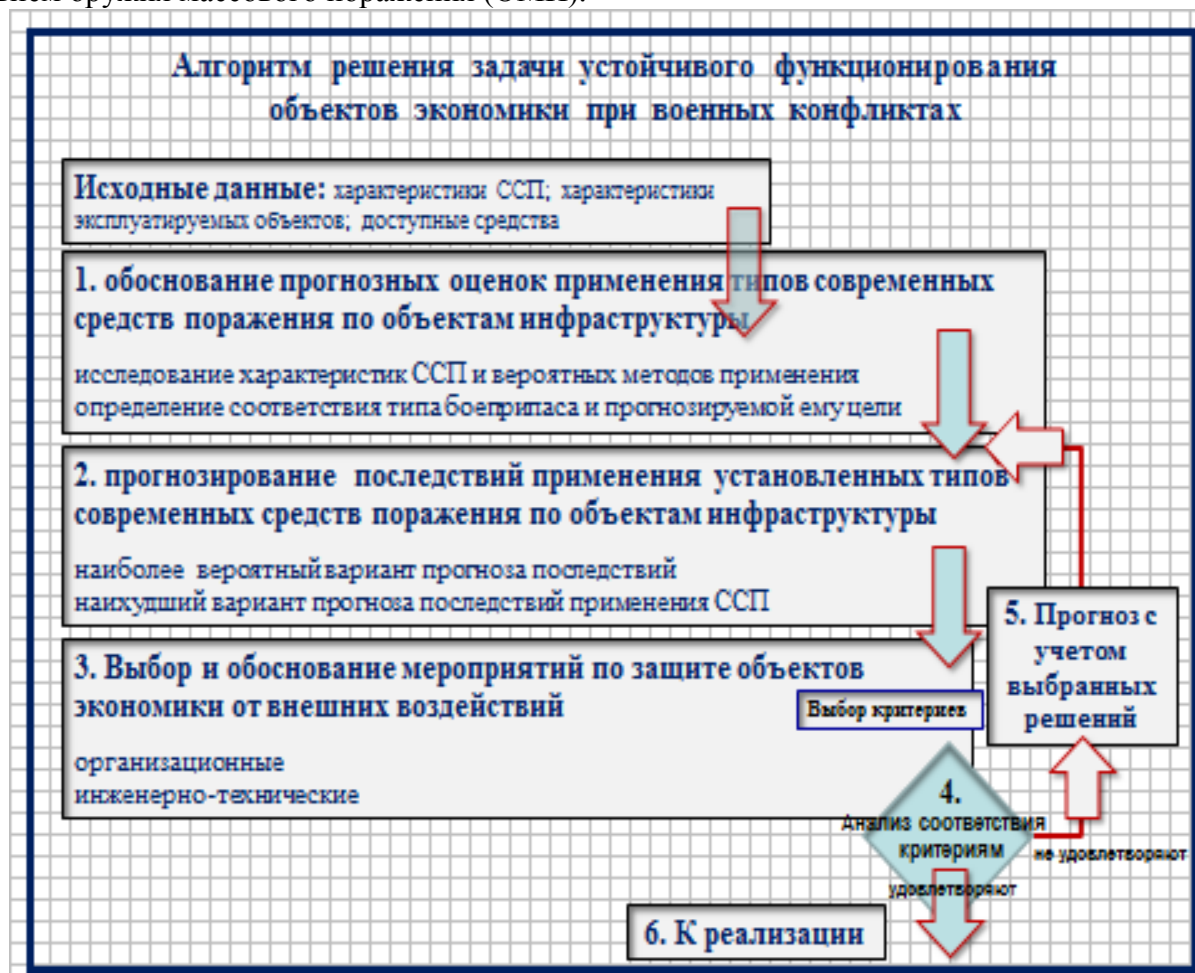 оружия массового поражения (ОМП).
Алгоритм решения задачи устойчивого функционирования
объектов экономики при военных конфликтах
Исходные данные: характеристики ССП; характеристики
эксплуатируемых объектов; доступные средства
1. обоснование прогнозных оценок применения типов современных
средств поражения по объектам инфраструктуры
исследование характеристик ССП и вероятных методов применения
определение соответствия типа боеприпаса и прогнозируемой ему цели
2. прогнозирование последствий применения установленных типов
современных средств поражения по объектам инфраструктуры
наиболее вероятный вариант прогноза последствий
наихудший вариант прогноза последствий применения ССП
3. Выбор и обоснование мероприятий по защите объектов
экономики от внешних воздействий
организационные
инженерно-технические
Выбор критериев
4.
Анализ соответствия
критериям
удовлетворяют
не удовлетворяют
5. Прогноз с
учетом
выбранных
решений
6. К реализации